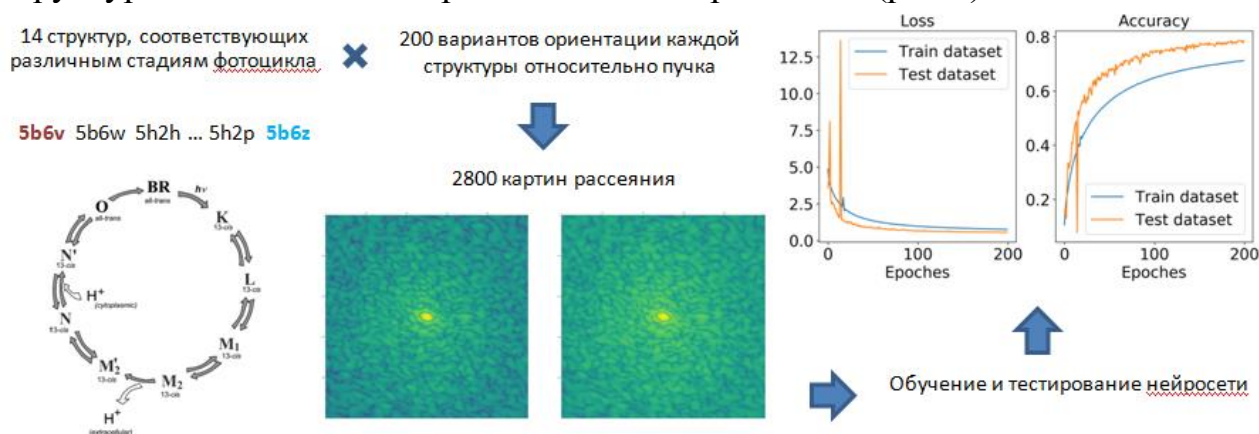 14 структур, соответствующих
различным стадиям фотоцикла
200 вариантов ориентации каждой
структуры относительно пучка
5b6v 5b6w 5h2h ... 5h2p 5b6z
2800 картин рассеяния
BR
all-trans
hν
K
13-cis
L
13-cis
M1
13-cis
M2
13-cis
H+
(extracellular)
M2'
13-cis
N
13-cis
H+
(cytoplasmic)
N'
13-cis
O
all-trans
Loss
12.5
10.0
7.5
5.0
2.5
0.0
Train dataset
Test dataset
0
100
200
Epoches
Accuracy
0.8
0.6
0.4
0.2
Train dataset
Test dataset
0
100
200
Epoches
Обучение и тестирование нейросети